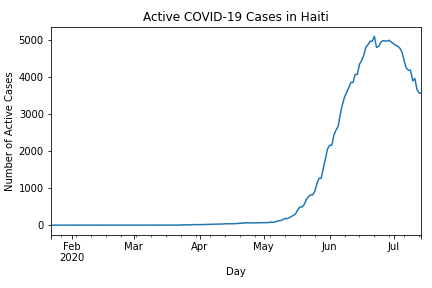 Active COVID-19 Cases in Haiti
5000
4000
3000
2000
1000
0
Number of Active Cases
Feb Mar Apr May Jun Jul
2020
Day